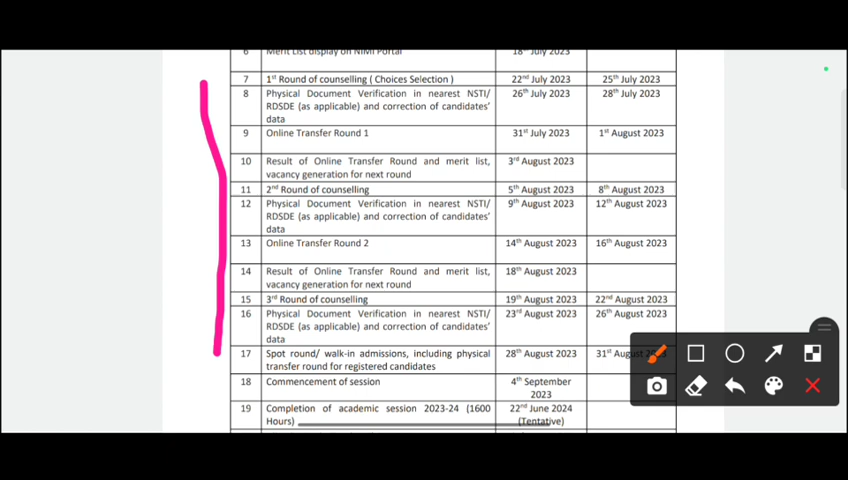 6 Merit List display on NIMI Portal 18th July 2023
7 1st Round of counselling ( Choices Selection ) 22nd July 2023 25th July 2023
8 Physical Document Verification in nearest NSTI/ 26th July 2023 28th July 2023
RDSDE (as applicable) and correction of candidates'
data
9 Online Transfer Round 1 31st July 2023 1st August 2023
10 Result of Online Transfer Round and merit list, 3rd August 2023
vacancy generation for next round
11 2nd Round of counselling 5th August 2023 8th August 2023
12 Physical Document Verification in nearest NSTI/ 9th August 2023 12th August 2023
RDSDE (as applicable) and correction of candidates'
data
13 Online Transfer Round 2 14th August 2023 16th August 2023
14 Result of Online Transfer Round and merit list, 18th August 2023
vacancy generation for next round
15 3rd Round of counselling 19th August 2023 22nd August 2023
16 Physical Document Verification in nearest NSTI/ 23rd August 2023 26th August 2023
RDSDE (as applicable) and correction of candidates'
data
17 Spot round/ walk-in admissions, including physical 28th August 2023 31st August
transfer round for registered candidates
18 Commencement of session 4th September
2023
19 Completion of academic session 2023-24 (1600 22nd June 2024
Hours) (Tentative)